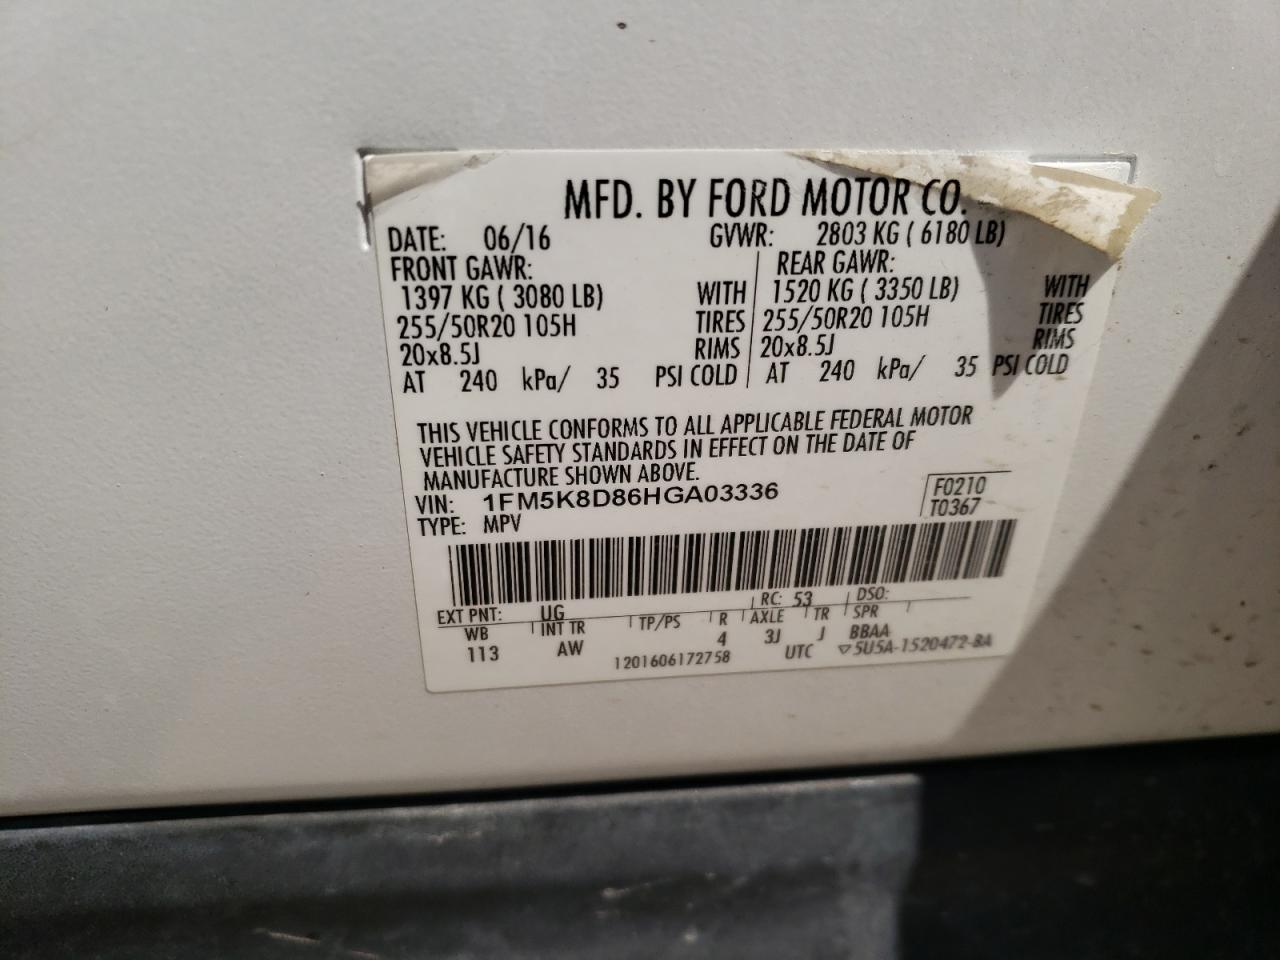 MFD. BY FORD MOTOR CO.
DATE: 06/16 GVWR: 2803 KG ( 6180 LB)
FRONT GAWR: REAR GAWR:
1397 KG ( 3080 LB) WITH 1520 KG ( 3350 LB) WITH
255/50R20 105H TIRES 255/50R20 105H TIRES
20x8.5J RIMS 20x8.5J RIMS
AT 240 kPa/ 35 PSI COLD AT 240 kPa/ 35 PSI COLD
THIS VEHICLE CONFORMS TO ALL APPLICABLE FEDERAL MOTOR
VEHICLE SAFETY STANDARDS IN EFFECT ON THE DATE OF
MANUFACTURE SHOWN ABOVE.
VIN: 1FM5K8D86HGA03336 F0210
TYPE: MPV T0367
EXT PNT: UG RC: 53 DSO:
WB INT TR TP/PS R AXLE TR SPR
113 AW 4 3J J BBAA
1201606172758 UTC ▽5U5A-1520472-BA